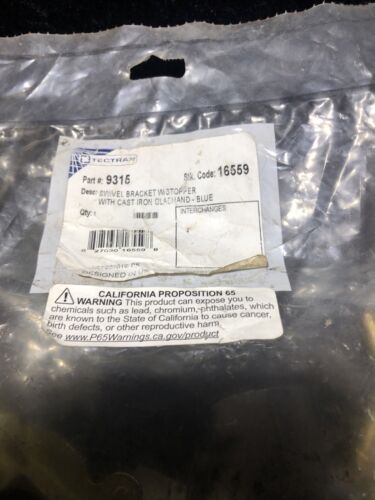 TECTRAN
Part #: 9315 Stk. Code: 16559
Desc: SWIVEL BRACKET W/STOPPER
WITH CAST IRON GLADHAND - BLUE
Qty:
INTERCHANGES
16559
DESIGNED IN U
CALIFORNIA PROPOSITION 65
WARNING This product can expose you to
chemicals such as lead, chromium, phthalates, which
are known to the State of California to cause cancer,
birth defects, or other reproductive harm.
See www.P65Warnings.ca.gov/product